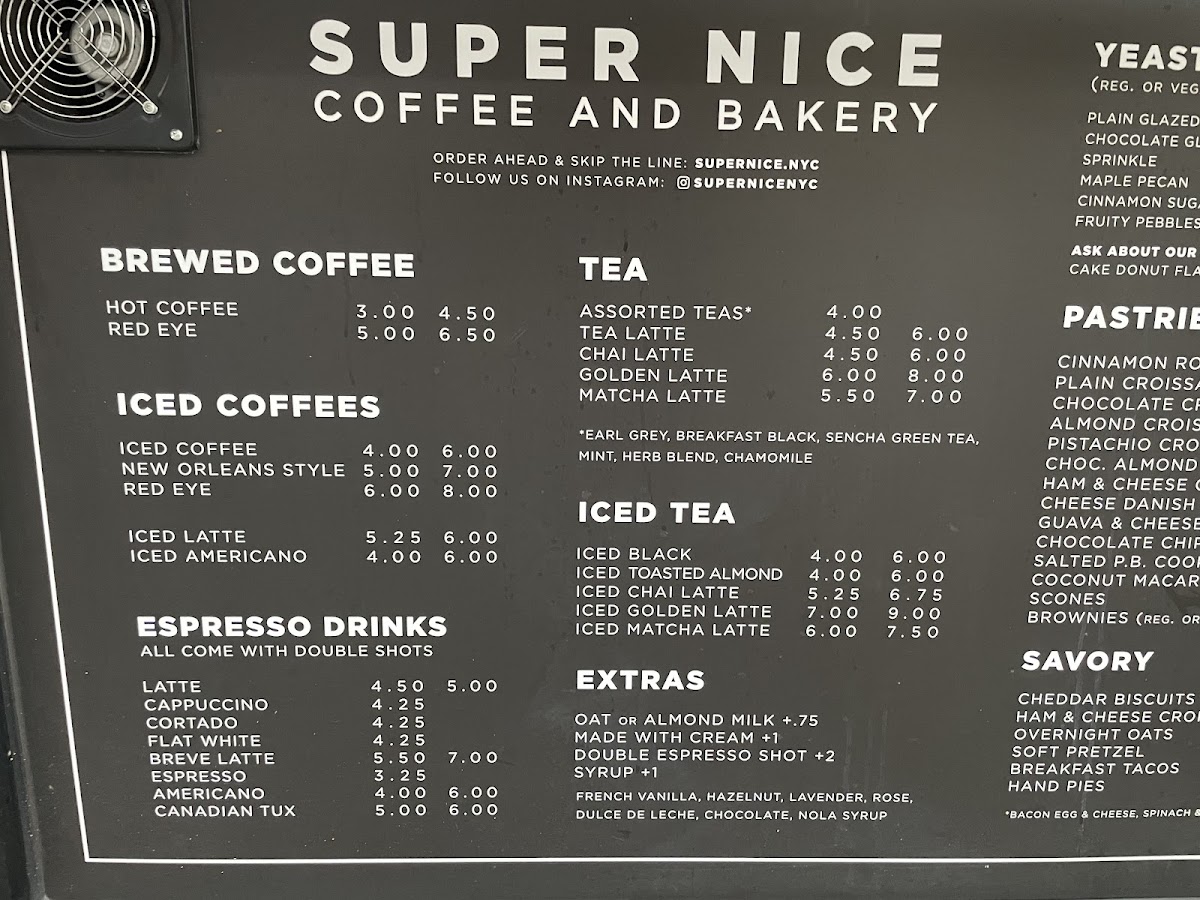 SUPER NICE
COFFEE AND BAKERY
ORDER AHEAD & SKIP THE LINE: SUPERNICE.NYC
FOLLOW US ON INSTAGRAM: SUPERNICENYC
BREWED COFFEE
HOT COFFEE 3.00 4.50
RED EYE 5.00 6.50
ICED COFFEES
ICED COFFEE 4.00 6.00
NEW ORLEANS STYLE 5.00 7.00
RED EYE 6.00 8.00
ICED LATTE 5.25 6.00
ICED AMERICANO 4.00 6.00
ESPRESSO DRINKS
ALL COME WITH DOUBLE SHOTS
LATTE 4.50 5.00
CAPPUCCINO 4.25
CORTADO 4.25
FLAT WHITE 4.25
BREVE LATTE 5.50 7.00
ESPRESSO 3.25
AMERICANO 4.00 6.00
CANADIAN TUX 5.00 6.00
TEA
ASSORTED TEAS* 4.00
TEA LATTE 4.50 6.00
CHAI LATTE 4.50 6.00
GOLDEN LATTE 6.00 8.00
MATCHA LATTE 5.50 7.00
*EARL GREY, BREAKFAST BLACK, SENCHA GREEN TEA,
MINT, HERB BLEND, CHAMOMILE
ICED TEA
ICED BLACK 4.00 6.00
ICED TOASTED ALMOND 4.00 6.00
ICED CHAI LATTE 5.25 6.75
ICED GOLDEN LATTE 7.00 9.00
ICED MATCHA LATTE 6.00 7.50
EXTRAS
OAT OR ALMOND MILK +.75
MADE WITH CREAM +1
DOUBLE ESPRESSO SHOT +2
SYRUP +1
FRENCH VANILLA, HAZELNUT, LAVENDER, ROSE,
DULCE DE LECHE, CHOCOLATE, NOLA SYRUP
YEAST
(REG. OR VEG
PLAIN GLAZED
CHOCOLATE GL
SPRINKLE
MAPLE PECAN
CINNAMON SUGA
FRUITY PEBBLES
ASK ABOUT OUR
CAKE DONUT FLA
PASTRIE
CINNAMON RO
PLAIN CROISSA
CHOCOLATE CR
ALMOND CROIS
PISTACHIO CRO
CHOC. ALMOND
HAM & CHEESE C
CHEESE DANISH
GUAVA & CHEESE
CHOCOLATE CHIP
SALTED P.B. COOK
COCONUT MACAR
SCONES
BROWNIES (REG. OR
SAVORY
CHEDDAR BISCUITS
HAM & CHEESE CROI
OVERNIGHT OATS
SOFT PRETZEL
BREAKFAST TACOS
HAND PIES
*BACON EGG & CHEESE, SPINACH &